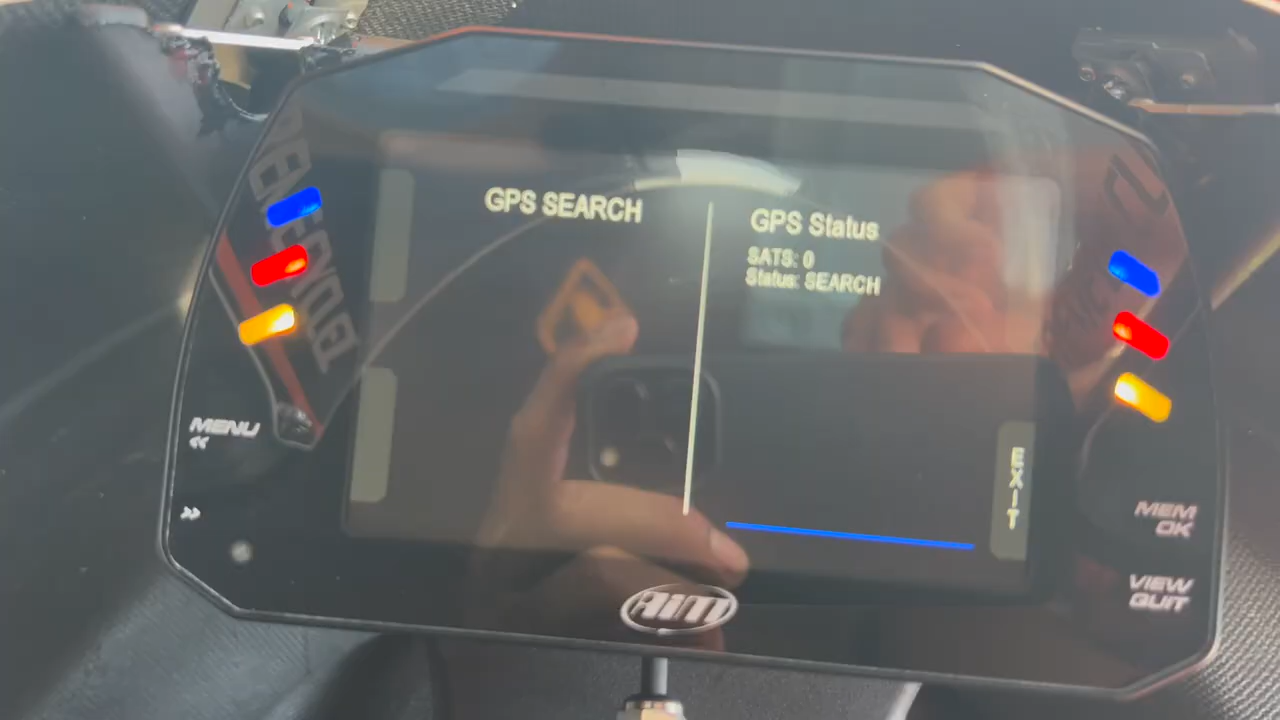 GPS SEARCH
GPS Status
SATS: 0
Status: SEARCH
EXIT
MENU
<<
>>
MEM
OK
VIEW
QUIT
AiM